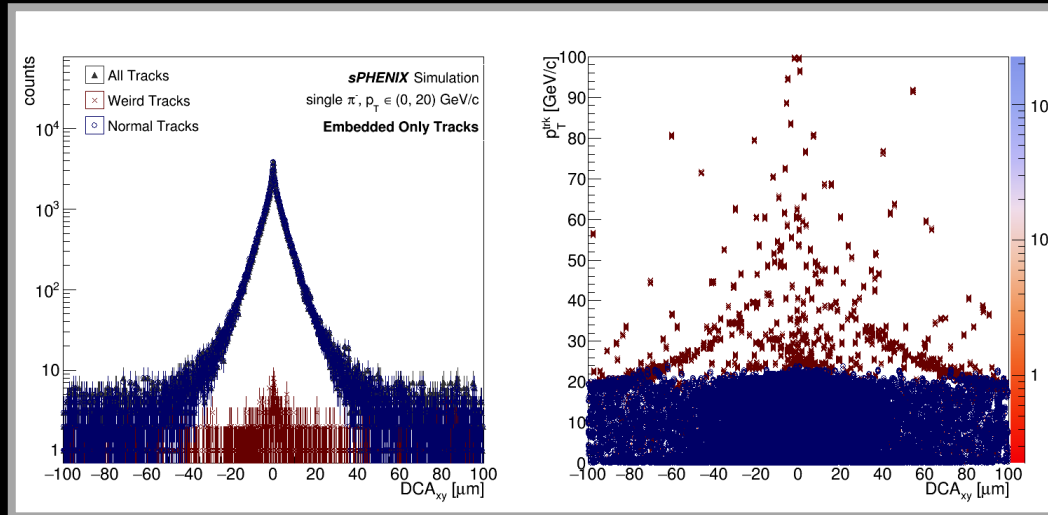 counts
▲ All Tracks
× Weird Tracks
○ Normal Tracks
sPHENIX Simulation
single π⁻, p_T ∈ (0, 20) GeV/c
Embedded Only Tracks
10⁴
10³
10²
10
1
−100 −80 −60 −40 −20 0 20 40 60 80 100
DCA_xy [μm]
p_T^trk [GeV/c]
100
90
80
70
60
50
40
30
20
10
0
−100 −80 −60 −40 −20 0 20 40 60 80 100
DCA_xy [μm]
10
10
1